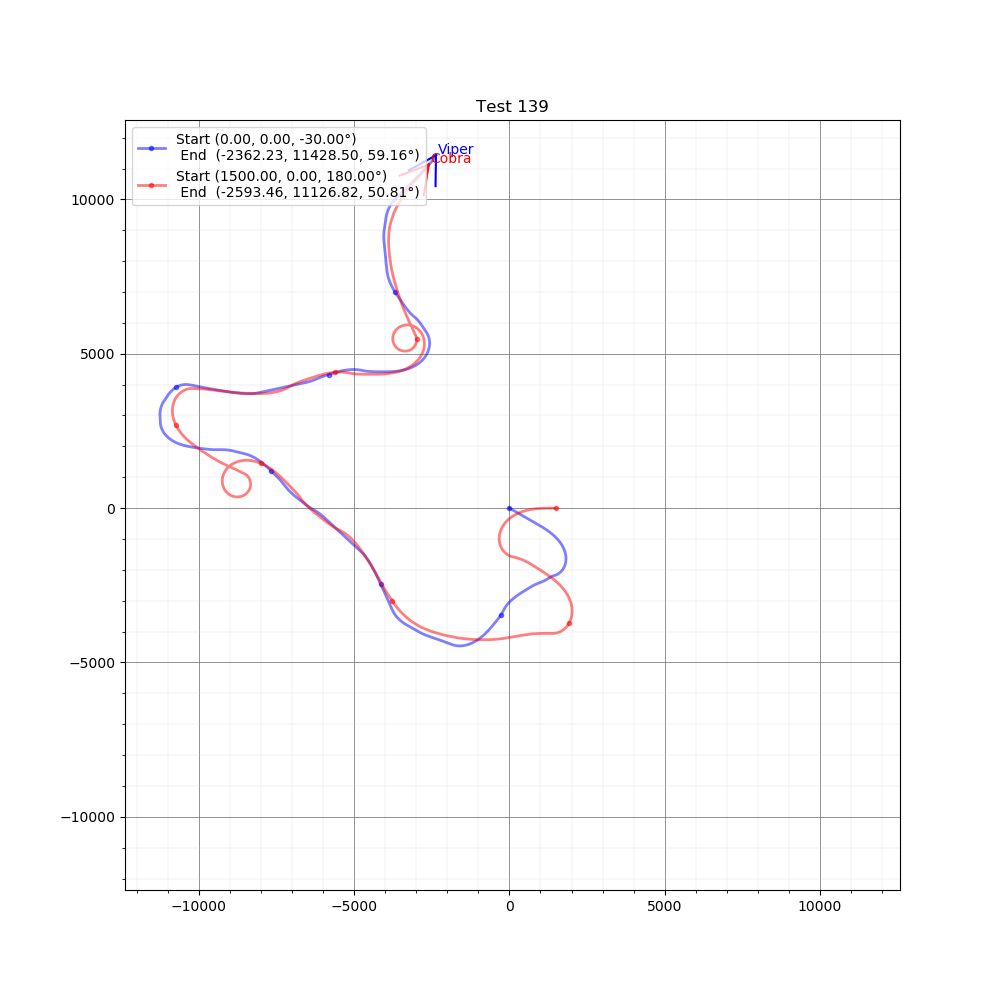 Test 139
Start (0.00, 0.00, -30.00°)
End (-2362.23, 11428.50, 59.16°)
Start (1500.00, 0.00, 180.00°)
End (-2593.46, 11126.82, 50.81°)
Viper
Cobra
10000
5000
0
−5000
−10000
−10000
−5000
0
5000
10000